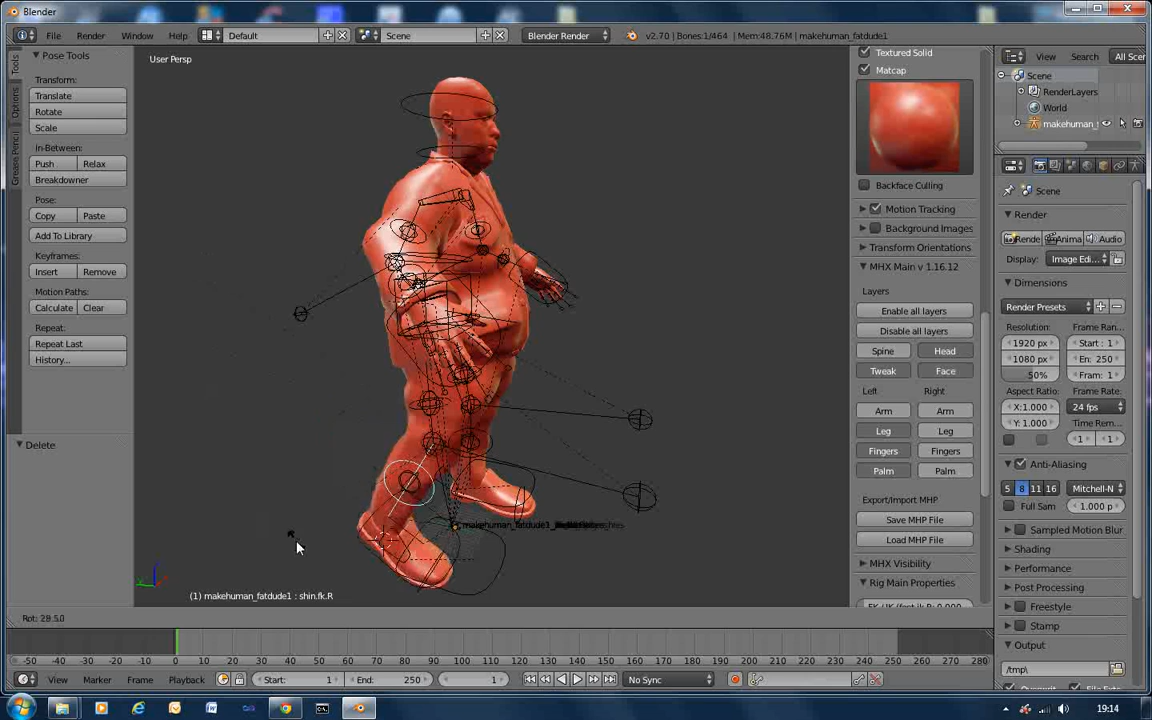 Blender
File Render Window Help Default Scene Blender Render v2.70 | Bones:1/464 | Mem:48.76M | makehuman_fatdude1
Tools
Options
Grease Pencil
Pose Tools
Transform:
Translate
Rotate
Scale
In-Between:
Push Relax
Breakdowner
Pose:
Copy Paste
Add To Library
Keyframes:
Insert Remove
Motion Paths:
Calculate Clear
Repeat:
Repeat Last
History...
Delete
User Persp
(1) makehuman_fatdude1 : shin.fk.R
Rot: 28.50
Textured Solid
Matcap
Backface Culling
Motion Tracking
Background Images
Transform Orientations
MHX Main v 1.16.12
Layers
Enable all layers
Disable all layers
Spine Head
Tweak Face
Left Right
Arm Arm
Leg Leg
Fingers Fingers
Palm Palm
Export/Import MHP
Save MHP File
Load MHP File
MHX Visibility
Rig Main Properties
View Search All Scen
Scene
RenderLayers
World
makehuman_
Scene
Render
Rende Anima Audio
Display: Image Edi...
Dimensions
Render Presets
Resolution: Frame Ran...
1920 px Start : 1
1080 px En: 250
50% Fram: 1
Aspect Ratio: Frame Rate:
X:1.000 24 fps
Y: 1.000 Time Rem...
1 1
Anti-Aliasing
5 8 11 16 Mitchell-N
Full Sam 1.000 p
Sampled Motion Blur
Shading
Performance
Post Processing
Freestyle
Stamp
Output
/tmp\
-50 -40 -30 -20 -10 0 10 20 30 40 50 60 70 80 90 100 110 120 130 140 150 160 170 180 190 200 210 220 230 240 250 260 270 280
View Marker Frame Playback Start: 1 End: 250 1 No Sync
19:14